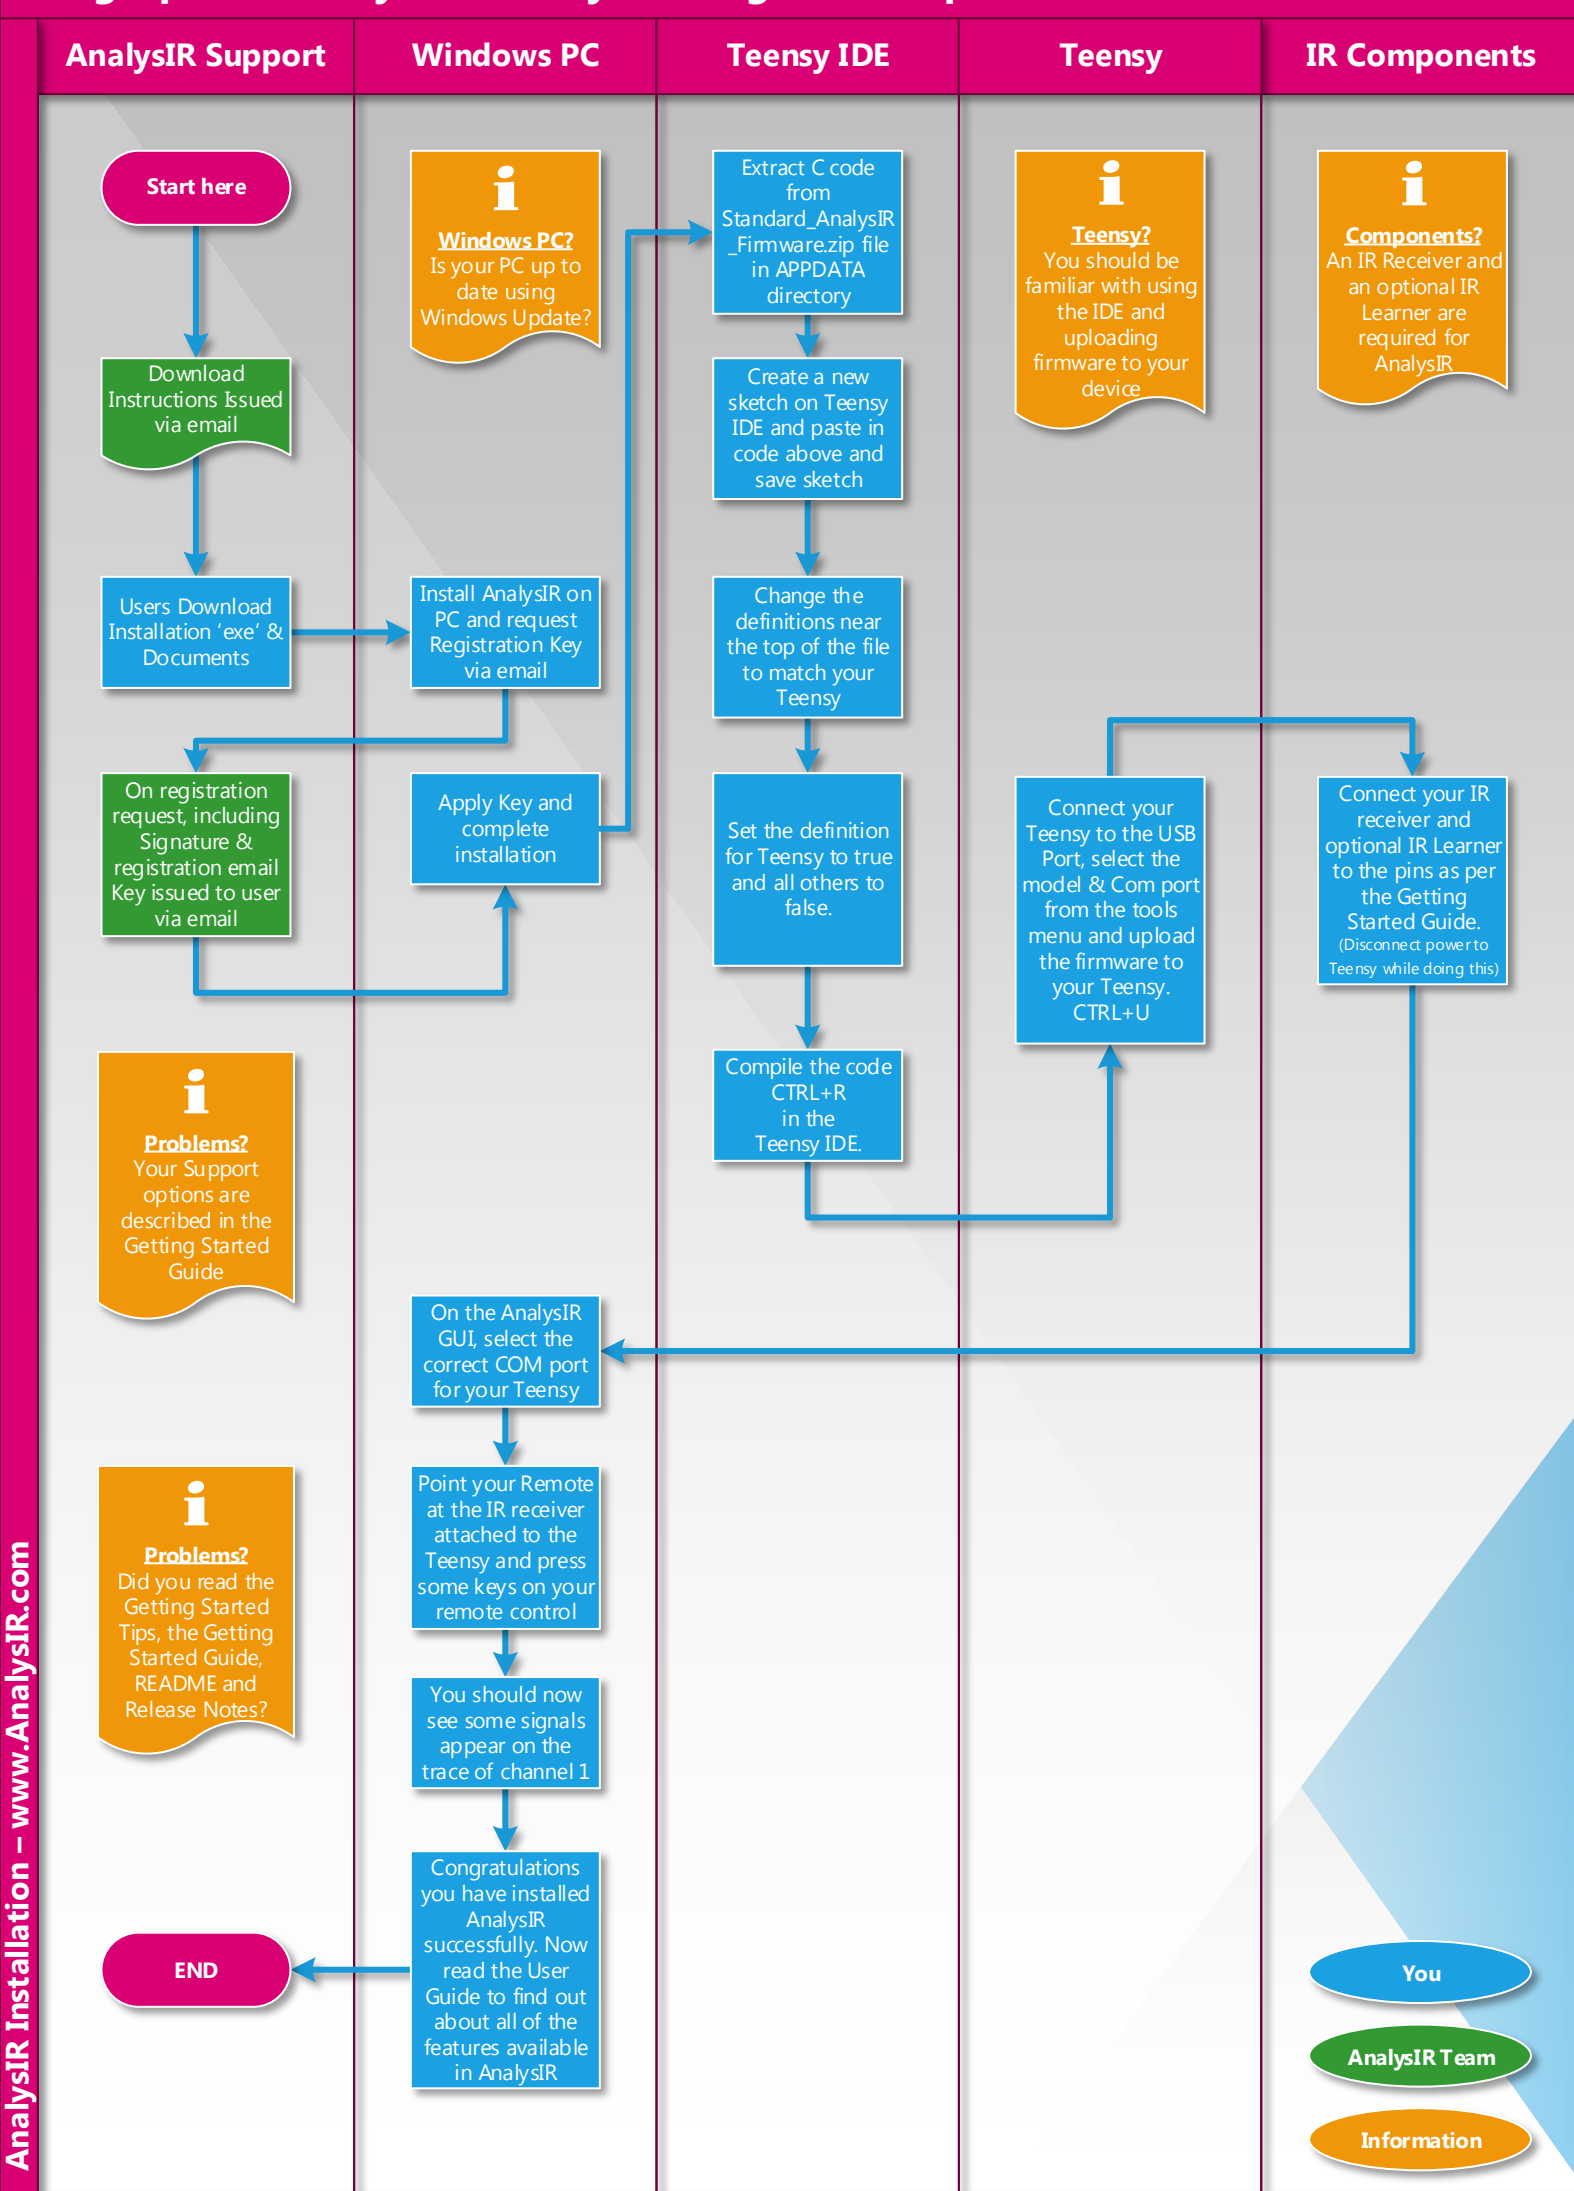 AnalysIR Support
Windows PC
Teensy IDE
Teensy
IR Components
Start here
Download
Instructions Issued
via email
Users Download
Installation ‘exe’ &
Documents
On registration
request, including
Signature &
registration email
Key issued to user
via email
Problems?
Your Support
options are
described in the
Getting Started
Guide
Problems?
Did you read the
Getting Started
Tips, the Getting
Started Guide,
README and
Release Notes?
END
Windows PC?
Is your PC up to
date using
Windows Update?
Install AnalysIR on
PC and request
Registration Key
via email
Apply Key and
complete
installation
On the AnalysIR
GUI, select the
correct COM port
for your Teensy
Point your Remote
at the IR receiver
attached to the
Teensy and press
some keys on your
remote control
You should now
see some signals
appear on the
trace of channel 1
Congratulations
you have installed
AnalysIR
successfully. Now
read the User
Guide to find out
about all of the
features available
in AnalysIR
Extract C code
from
Standard_AnalysIR
_Firmware.zip file
in APPDATA
directory
Create a new
sketch on Teensy
IDE and paste in
code above and
save sketch
Change the
definitions near
the top of the file
to match your
Teensy
Set the definition
for Teensy to true
and all others to
false.
Compile the code
CTRL+R
in the
Teensy IDE.
Teensy?
You should be
familiar with using
the IDE and
uploading
firmware to your
device
Connect your
Teensy to the USB
Port, select the
model & Com port
from the tools
menu and upload
the firmware to
your Teensy.
CTRL+U
Components?
An IR Receiver and
an optional IR
Learner are
required for
AnalysIR
Connect your IR
receiver and
optional IR Learner
to the pins as per
the Getting
Started Guide.
(Disconnect power to
Teensy while doing this)
You
AnalysIR Team
Information
AnalysIR Installation – www.AnalysIR.com